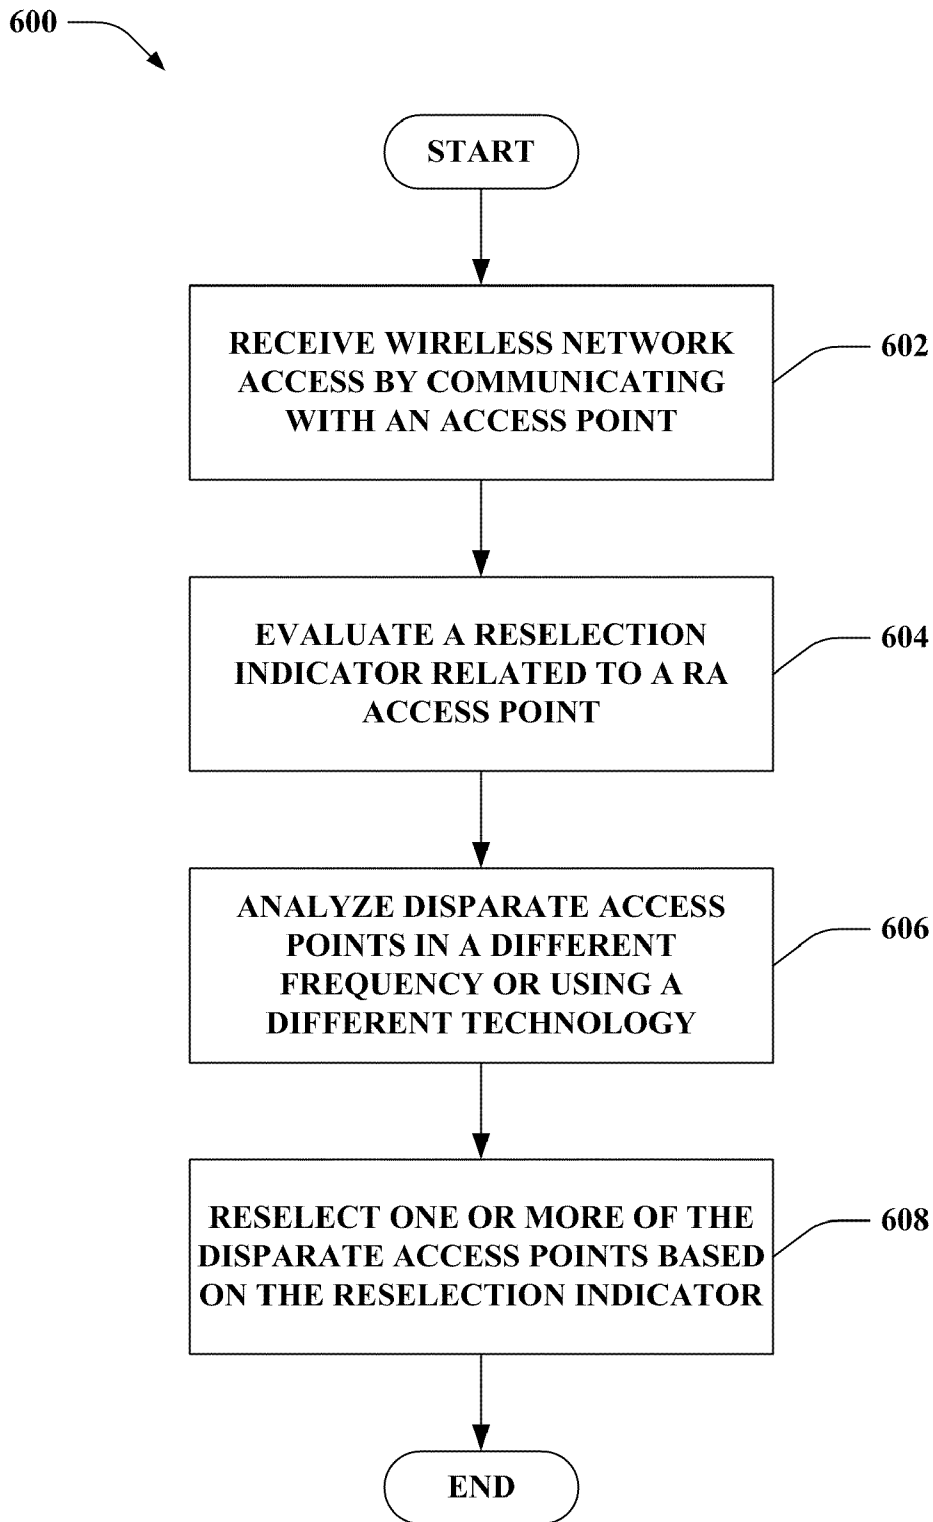 600
START
RECEIVE WIRELESS NETWORK
ACCESS BY COMMUNICATING
WITH AN ACCESS POINT
602
EVALUATE A RESELECTION
INDICATOR RELATED TO A RA
ACCESS POINT
604
ANALYZE DISPARATE ACCESS
POINTS IN A DIFFERENT
FREQUENCY OR USING A
DIFFERENT TECHNOLOGY
606
RESELECT ONE OR MORE OF THE
DISPARATE ACCESS POINTS BASED
ON THE RESELECTION INDICATOR
608
END